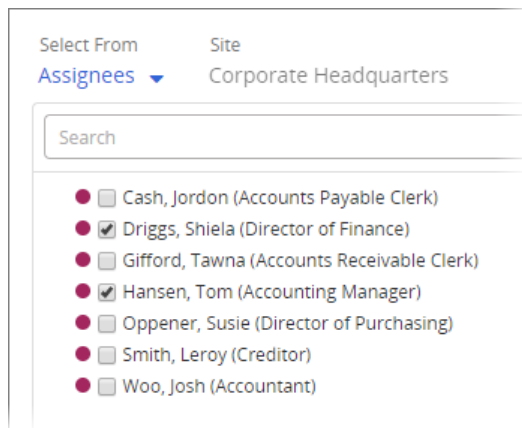 Select From Site
Assignees Corporate Headquarters
Search
Cash, Jordon (Accounts Payable Clerk)
Driggs, Shiela (Director of Finance)
Gifford, Tawna (Accounts Receivable Clerk)
Hansen, Tom (Accounting Manager)
Oppener, Susie (Director of Purchasing)
Smith, Leroy (Creditor)
Woo, Josh (Accountant)